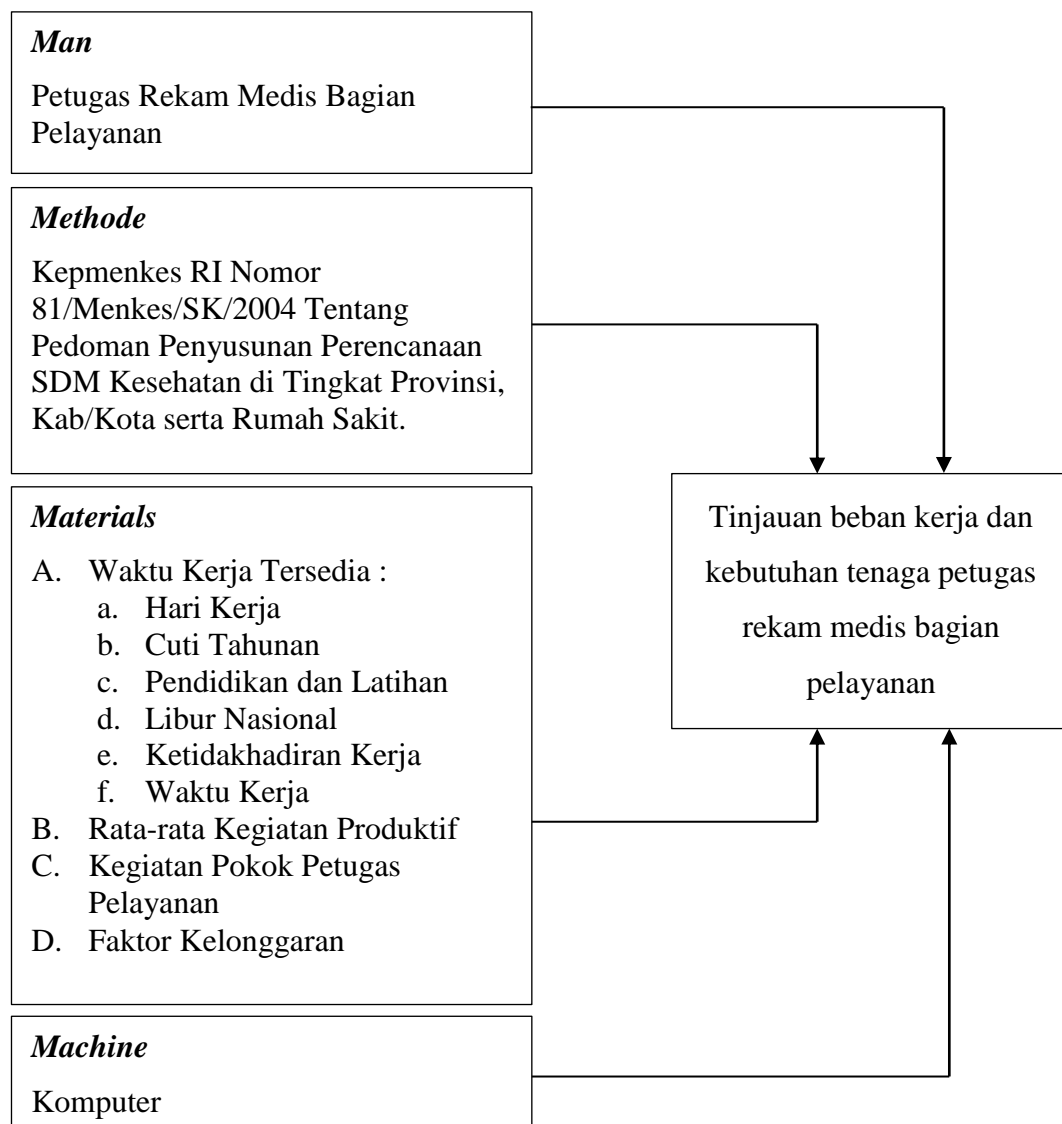 Man
Petugas Rekam Medis Bagian
Pelayanan
Methode
Kepmenkes RI Nomor
81/Menkes/SK/2004 Tentang
Pedoman Penyusunan Perencanaan
SDM Kesehatan di Tingkat Provinsi,
Kab/Kota serta Rumah Sakit.
Materials
A. Waktu Kerja Tersedia :
a. Hari Kerja
b. Cuti Tahunan
c. Pendidikan dan Latihan
d. Libur Nasional
e. Ketidakhadiran Kerja
f. Waktu Kerja
B. Rata-rata Kegiatan Produktif
C. Kegiatan Pokok Petugas
Pelayanan
D. Faktor Kelonggaran
Machine
Komputer
Tinjauan beban kerja dan
kebutuhan tenaga petugas
rekam medis bagian
pelayanan